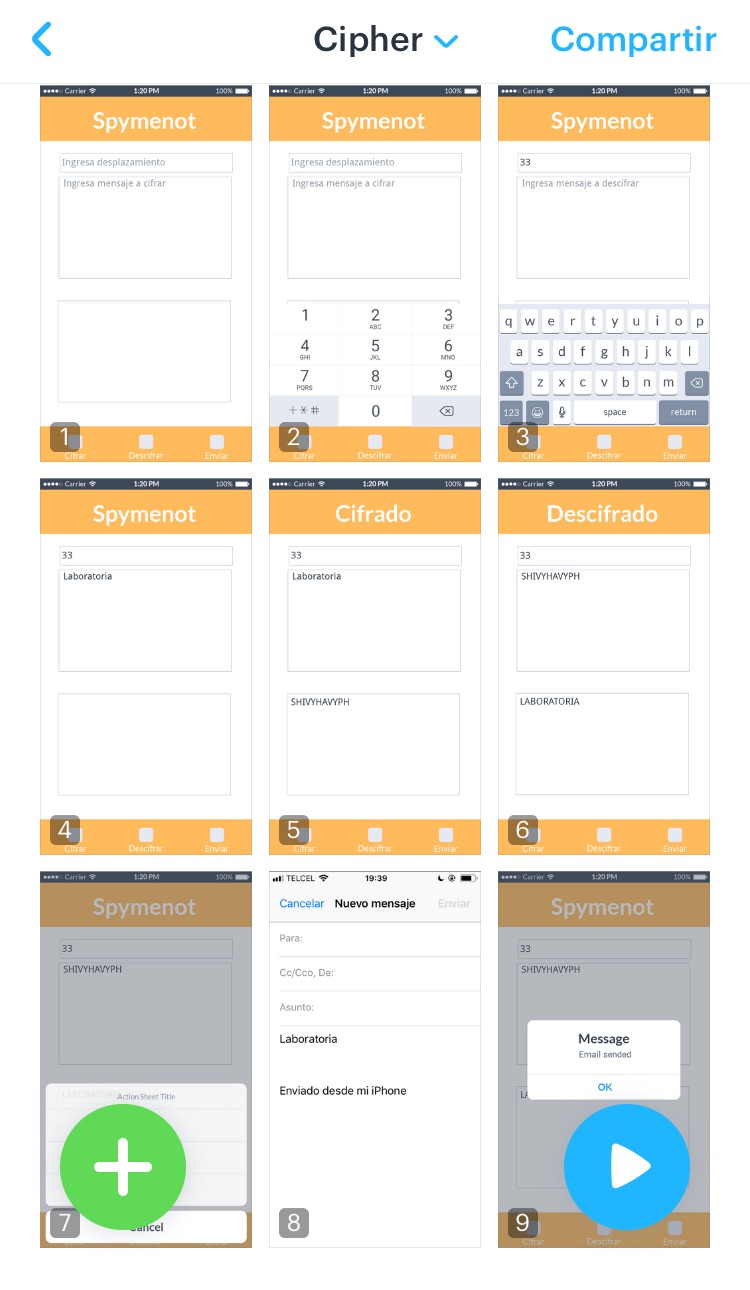 Cipher
Compartir
Carrier 1:20 PM 100%
Spymenot
Ingresa desplazamiento
Ingresa mensaje a cifrar
1
Cifrar Descifrar Enviar
Carrier 1:20 PM 100%
Spymenot
Ingresa desplazamiento
Ingresa mensaje a cifrar
1 2 ABC 3 DEF
4 GHI 5 JKL 6 MNO
7 PQRS 8 TUV 9 WXYZ
+ * # 0
2
Cifrar Descifrar Enviar
Carrier 1:20 PM 100%
Spymenot
33
Ingresa mensaje a descifrar
q w e r t y u i o p
a s d f g h j k l
z x c v b n m
123 space return
3
Cifrar Descifrar Enviar
Carrier 1:20 PM 100%
Spymenot
33
Laboratoria
4
Cifrar Descifrar Enviar
Carrier 1:20 PM 100%
Cifrado
33
Laboratoria
SHIVYHAVYPH
5
Cifrar Descifrar Enviar
Carrier 1:20 PM 100%
Descifrado
33
SHIVYHAVYPH
LABORATORIA
6
Cifrar Descifrar Enviar
Carrier 1:20 PM 100%
Spymenot
33
SHIVYHAVYPH
Action Sheet Title
Cancel
7
TELCEL 19:39
Cancelar Nuevo mensaje Enviar
Para:
Cc/Cco, De:
Asunto:
Laboratoria
Enviado desde mi iPhone
8
Carrier 1:20 PM 100%
Spymenot
33
SHIVYHAVYPH
Message
Email sended
OK
LA
9
Cifrar Descifrar Enviar